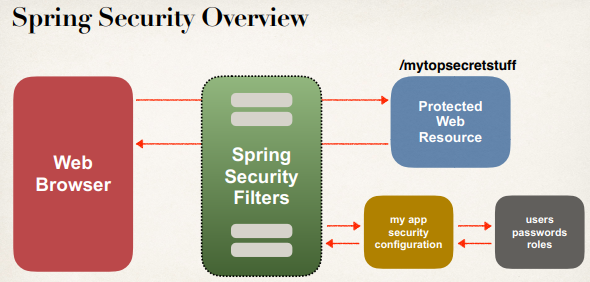 Spring Security Overview
/mytopsecretstuff
Web
Browser
Spring
Security
Filters
Protected
Web
Resource
my app
security
configuration
users
passwords
roles